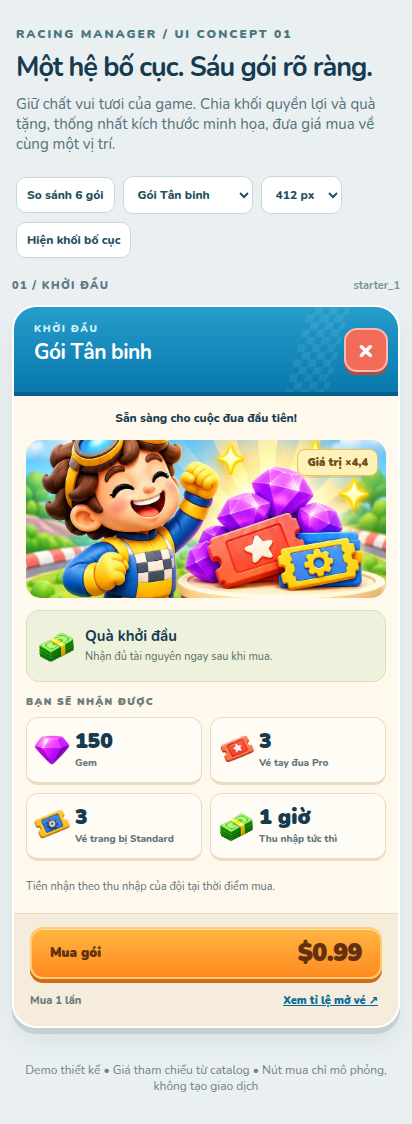 RACING MANAGER / UI CONCEPT 01
Một hệ bố cục. Sáu gói rõ ràng.
Giữ chất vui tươi của game. Chia khối quyền lợi và quà
tặng, thống nhất kích thước minh họa, đưa giá mua về
cùng một vị trí.
So sánh 6 gói
Gói Tân binh
412 px
Hiện khối bố cục
01 / KHỞI ĐẦU
starter_1
KHỞI ĐẦU
Gói Tân binh
Sẵn sàng cho cuộc đua đầu tiên!
Giá trị ×4,4
Quà khởi đầu
Nhận đủ tài nguyên ngay sau khi mua.
BẠN SẼ NHẬN ĐƯỢC
150
Gem
3
Vé tay đua Pro
3
Vé trang bị Standard
1 giờ
Thu nhập tức thì
Tiền nhận theo thu nhập của đội tại thời điểm mua.
Mua gói
$0.99
Mua 1 lần
Xem tỉ lệ mở vé ↗
Demo thiết kế • Giá tham chiếu từ catalog • Nút mua chỉ mô phỏng,
không tạo giao dịch